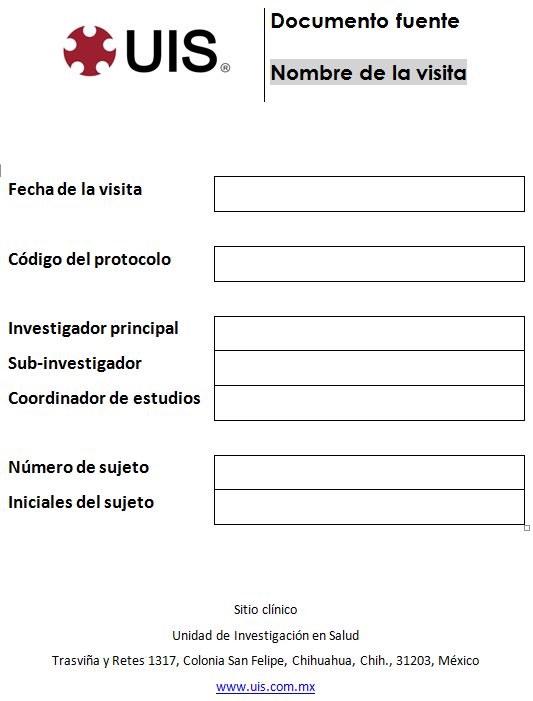 UIS®
Documento fuente
Nombre de la visita
Fecha de la visita
Código del protocolo
Investigador principal
Sub-investigador
Coordinador de estudios
Número de sujeto
Iniciales del sujeto
Sitio clínico
Unidad de Investigación en Salud
Trasviña y Retes 1317, Colonia San Felipe, Chihuahua, Chih., 31203, México
www.uis.com.mx